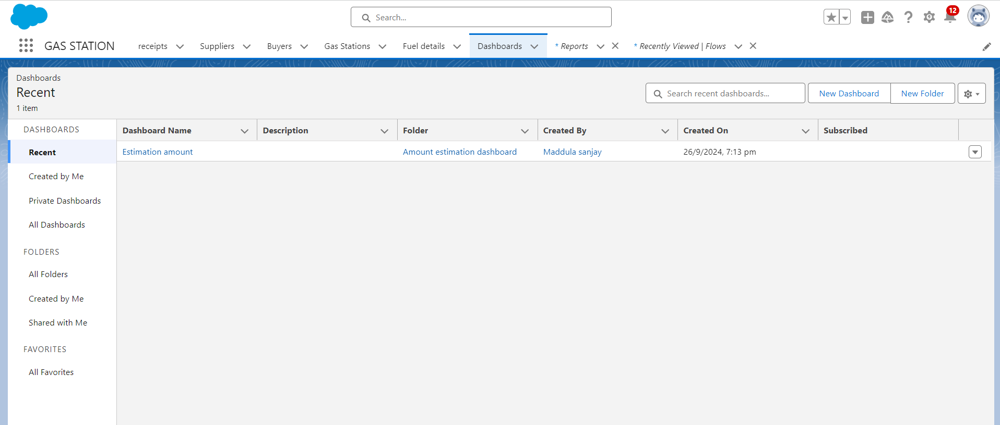 Search...
12
GAS STATION
receipts
Suppliers
Buyers
Gas Stations
Fuel details
Dashboards
* Reports
* Recently Viewed | Flows
Dashboards
Recent
1 item
Search recent dashboards...
New Dashboard
New Folder
DASHBOARDS
Recent
Created by Me
Private Dashboards
All Dashboards
FOLDERS
All Folders
Created by Me
Shared with Me
FAVORITES
All Favorites
Dashboard Name
Description
Folder
Created By
Created On
Subscribed
Estimation amount
Amount estimation dashboard
Maddula sanjay
26/9/2024, 7:13 pm